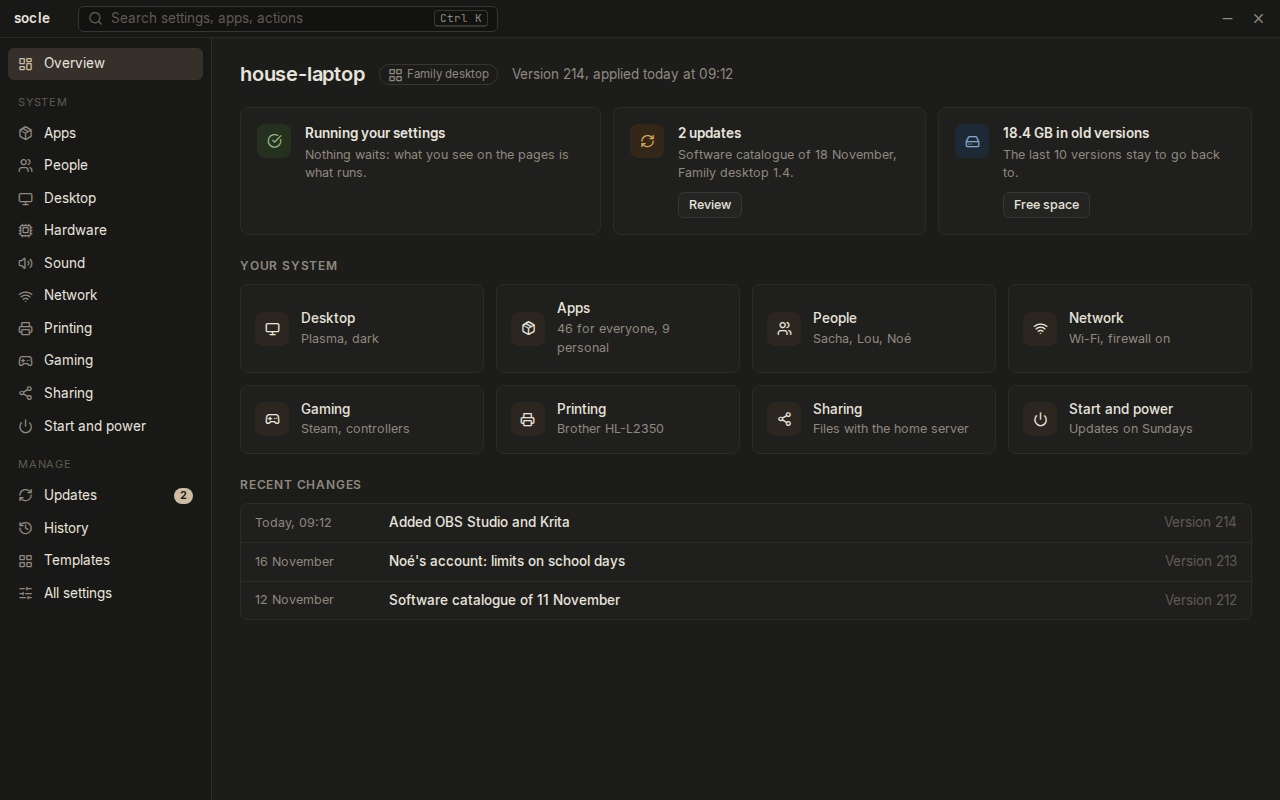 socle
Search settings, apps, actions
Ctrl K
Overview
SYSTEM
Apps
People
Desktop
Hardware
Sound
Network
Printing
Gaming
Sharing
Start and power
MANAGE
Updates 2
History
Templates
All settings
house-laptop
Family desktop
Version 214, applied today at 09:12
Running your settings
Nothing waits: what you see on the pages is
what runs.
2 updates
Software catalogue of 18 November,
Family desktop 1.4.
Review
18.4 GB in old versions
The last 10 versions stay to go back
to.
Free space
YOUR SYSTEM
Desktop
Plasma, dark
Apps
46 for everyone, 9
personal
People
Sacha, Lou, Noé
Network
Wi-Fi, firewall on
Gaming
Steam, controllers
Printing
Brother HL-L2350
Sharing
Files with the home server
Start and power
Updates on Sundays
RECENT CHANGES
Today, 09:12 Added OBS Studio and Krita Version 214
16 November Noé's account: limits on school days Version 213
12 November Software catalogue of 11 November Version 212